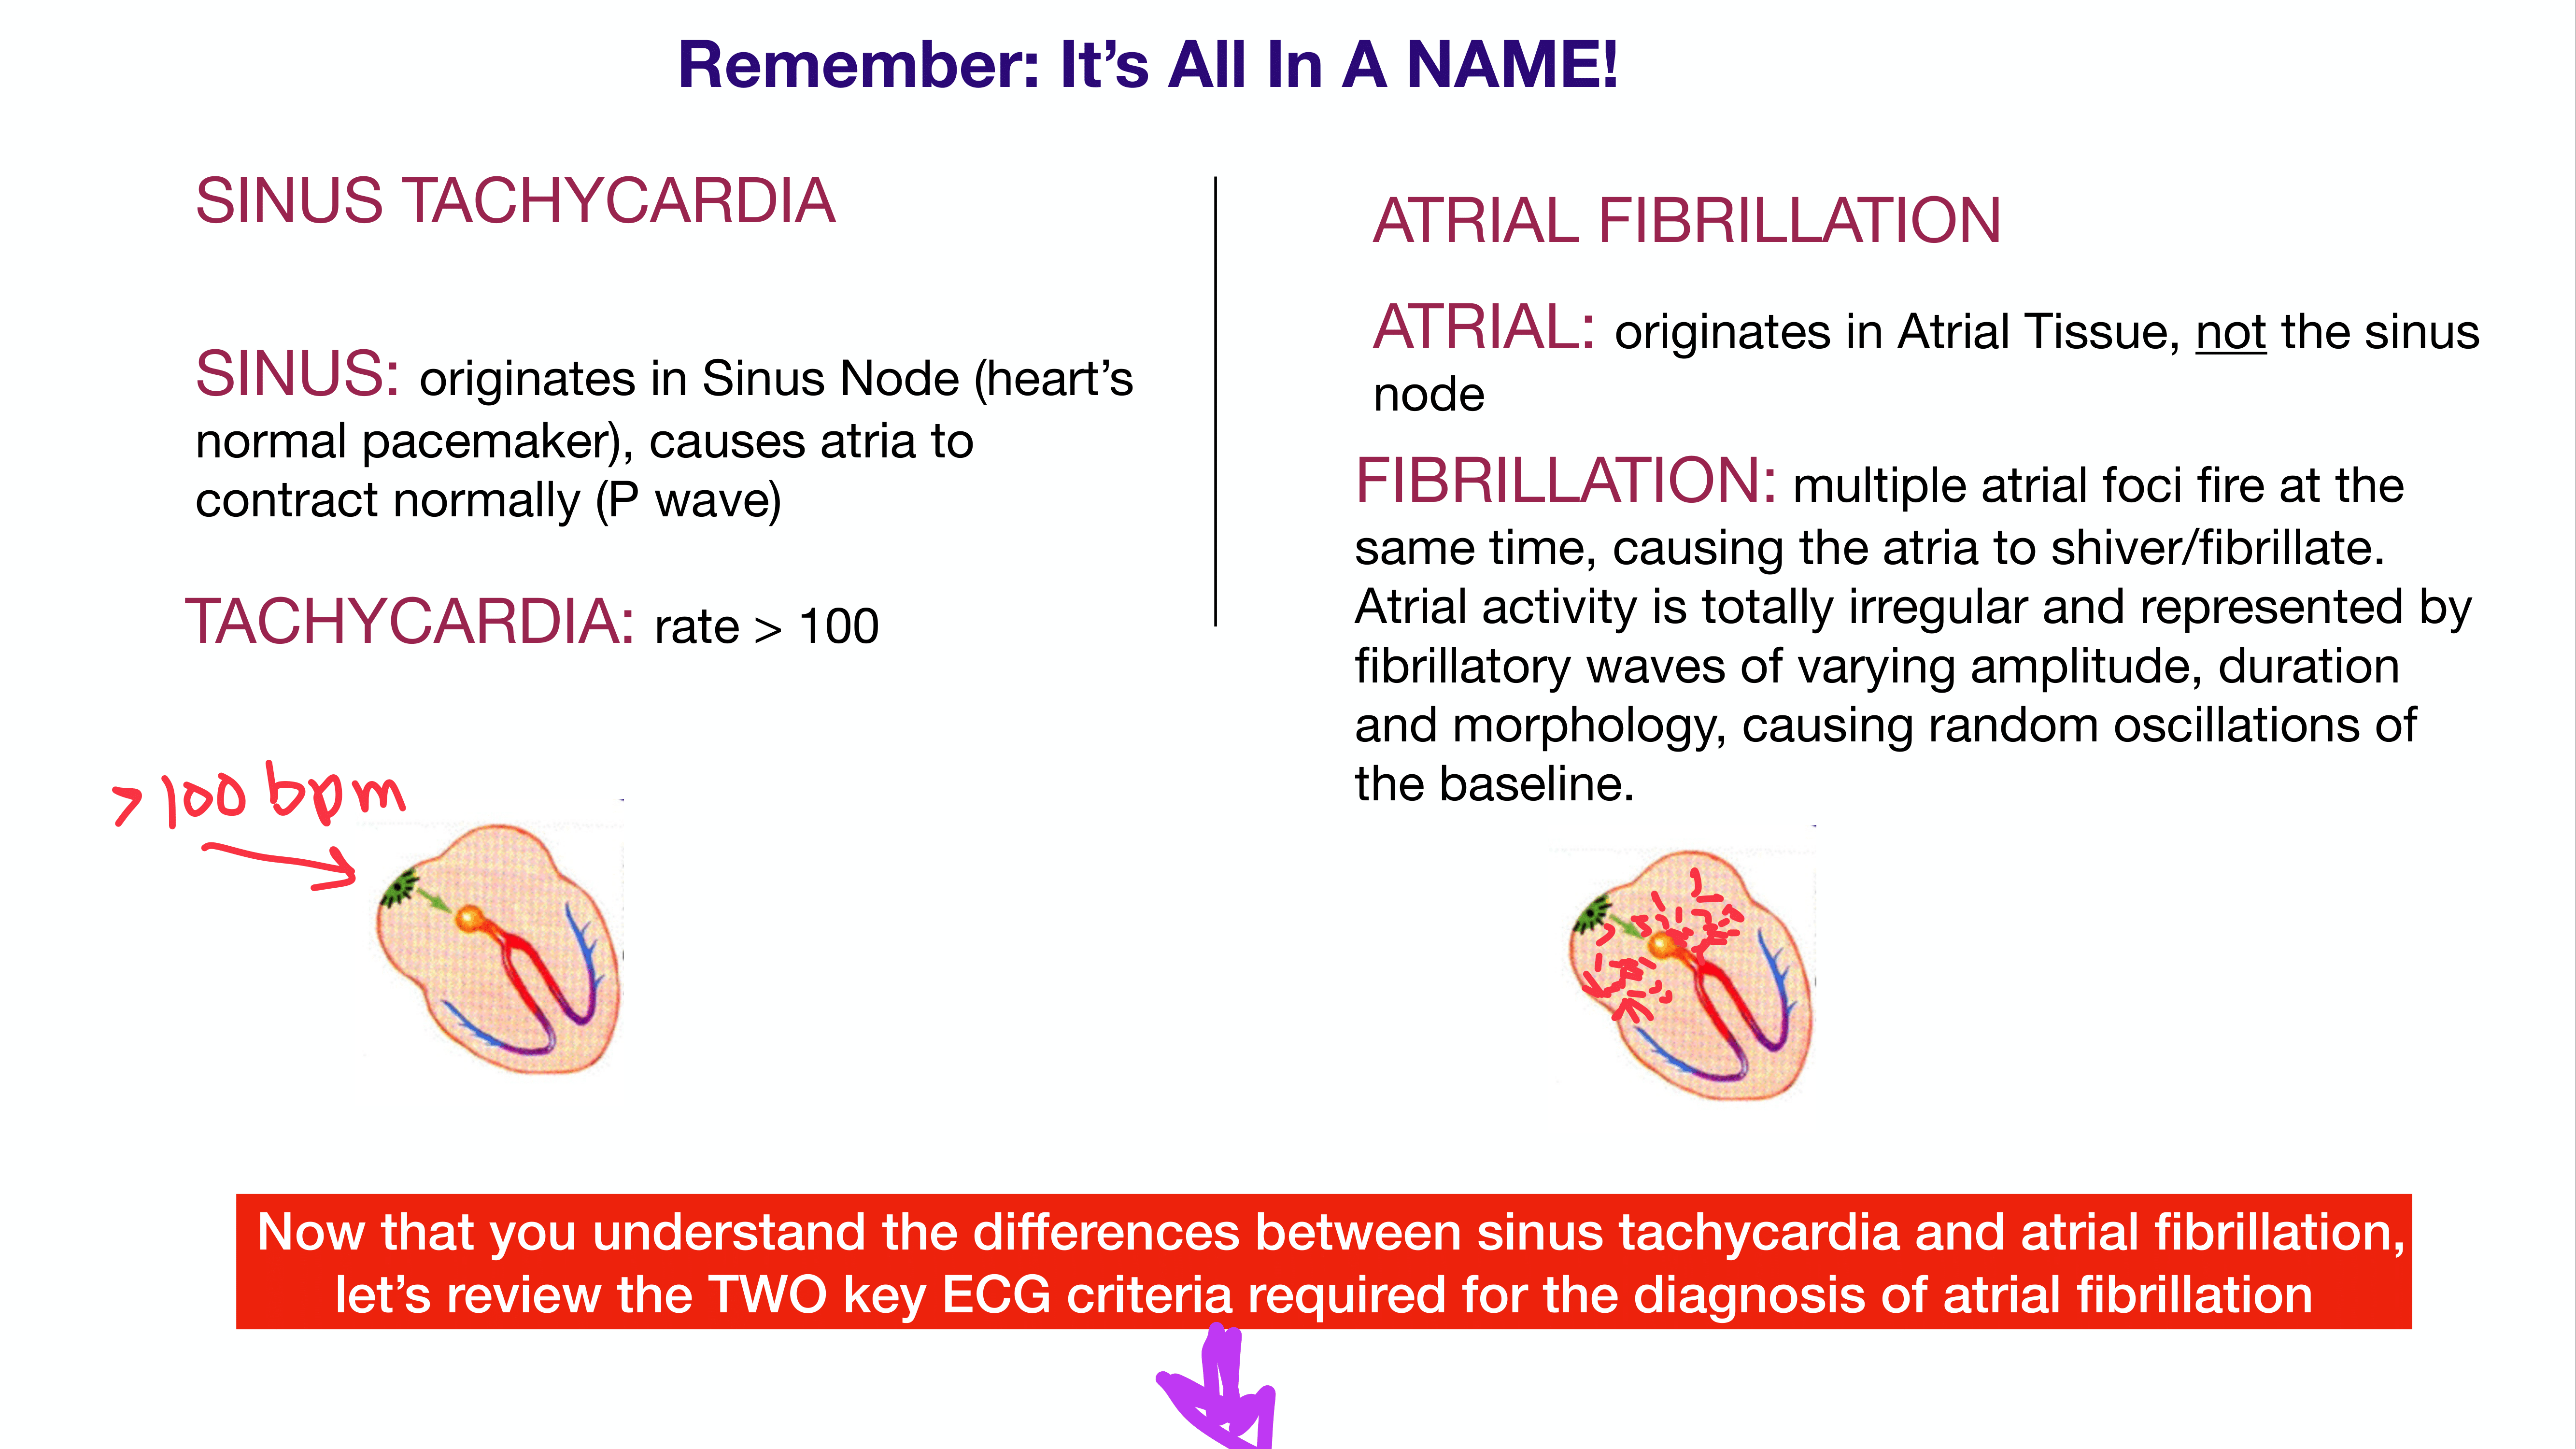 Remember: It's All In A NAME!
SINUS TACHYCARDIA
SINUS: originates in Sinus Node (heart's
normal pacemaker), causes atria to
contract normally (P wave)
TACHYCARDIA: rate > 100
> 100 bpm
ATRIAL FIBRILLATION
ATRIAL: originates in Atrial Tissue, not the sinus
node
FIBRILLATION: multiple atrial foci fire at the
same time, causing the atria to shiver/fibrillate.
Atrial activity is totally irregular and represented by
fibrillatory waves of varying amplitude, duration
and morphology, causing random oscillations of
the baseline.
Now that you understand the differences between sinus tachycardia and atrial fibrillation,
let's review the TWO key ECG criteria required for the diagnosis of atrial fibrillation